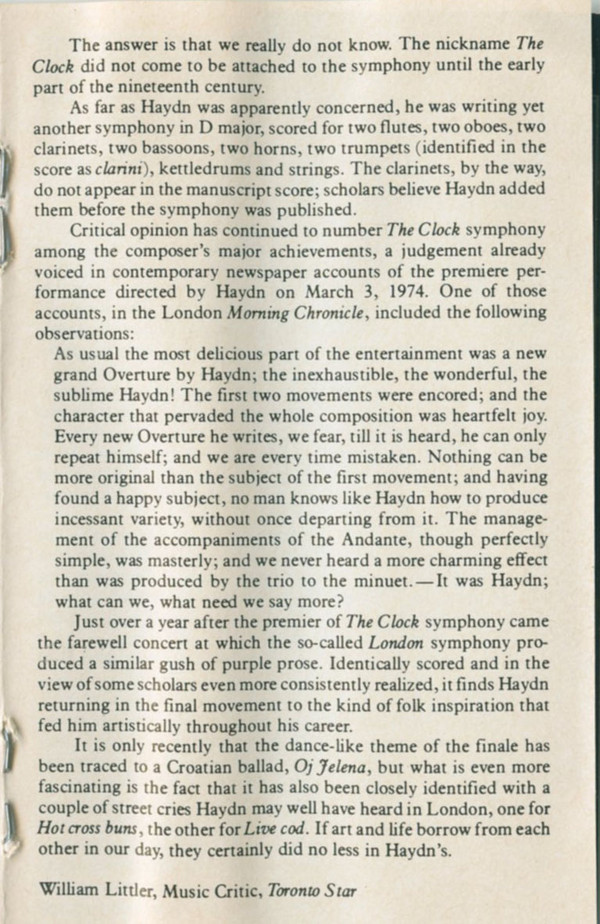 The answer is that we really do not know. The nickname The
Clock did not come to be attached to the symphony until the early
part of the nineteenth century.
As far as Haydn was apparently concerned, he was writing yet
another symphony in D major, scored for two flutes, two oboes, two
clarinets, two bassoons, two horns, two trumpets (identified in the
score as clarini), kettledrums and strings. The clarinets, by the way,
do not appear in the manuscript score; scholars believe Haydn added
them before the symphony was published.
Critical opinion has continued to number The Clock symphony
among the composer's major achievements, a judgement already
voiced in contemporary newspaper accounts of the premiere per-
formance directed by Haydn on March 3, 1974. One of those
accounts, in the London Morning Chronicle, included the following
observations:
As usual the most delicious part of the entertainment was a new
grand Overture by Haydn; the inexhaustible, the wonderful, the
sublime Haydn! The first two movements were encored; and the
character that pervaded the whole composition was heartfelt joy.
Every new Overture he writes, we fear, till it is heard, he can only
repeat himself; and we are every time mistaken. Nothing can be
more original than the subject of the first movement; and having
found a happy subject, no man knows like Haydn how to produce
incessant variety, without once departing from it. The manage-
ment of the accompaniments of the Andante, though perfectly
simple, was masterly; and we never heard a more charming effect
than was produced by the trio to the minuet.—It was Haydn;
what can we, what need we say more?
Just over a year after the premier of The Clock symphony came
the farewell concert at which the so-called London symphony pro-
duced a similar gush of purple prose. Identically scored and in the
view of some scholars even more consistently realized, it finds Haydn
returning in the final movement to the kind of folk inspiration that
fed him artistically throughout his career.
It is only recently that the dance-like theme of the finale has
been traced to a Croatian ballad, Oj Jelena, but what is even more
fascinating is the fact that it has also been closely identified with a
couple of street cries Haydn may well have heard in London, one for
Hot cross buns, the other for Live cod. If art and life borrow from each
other in our day, they certainly did no less in Haydn's.
William Littler, Music Critic, Toronto Star